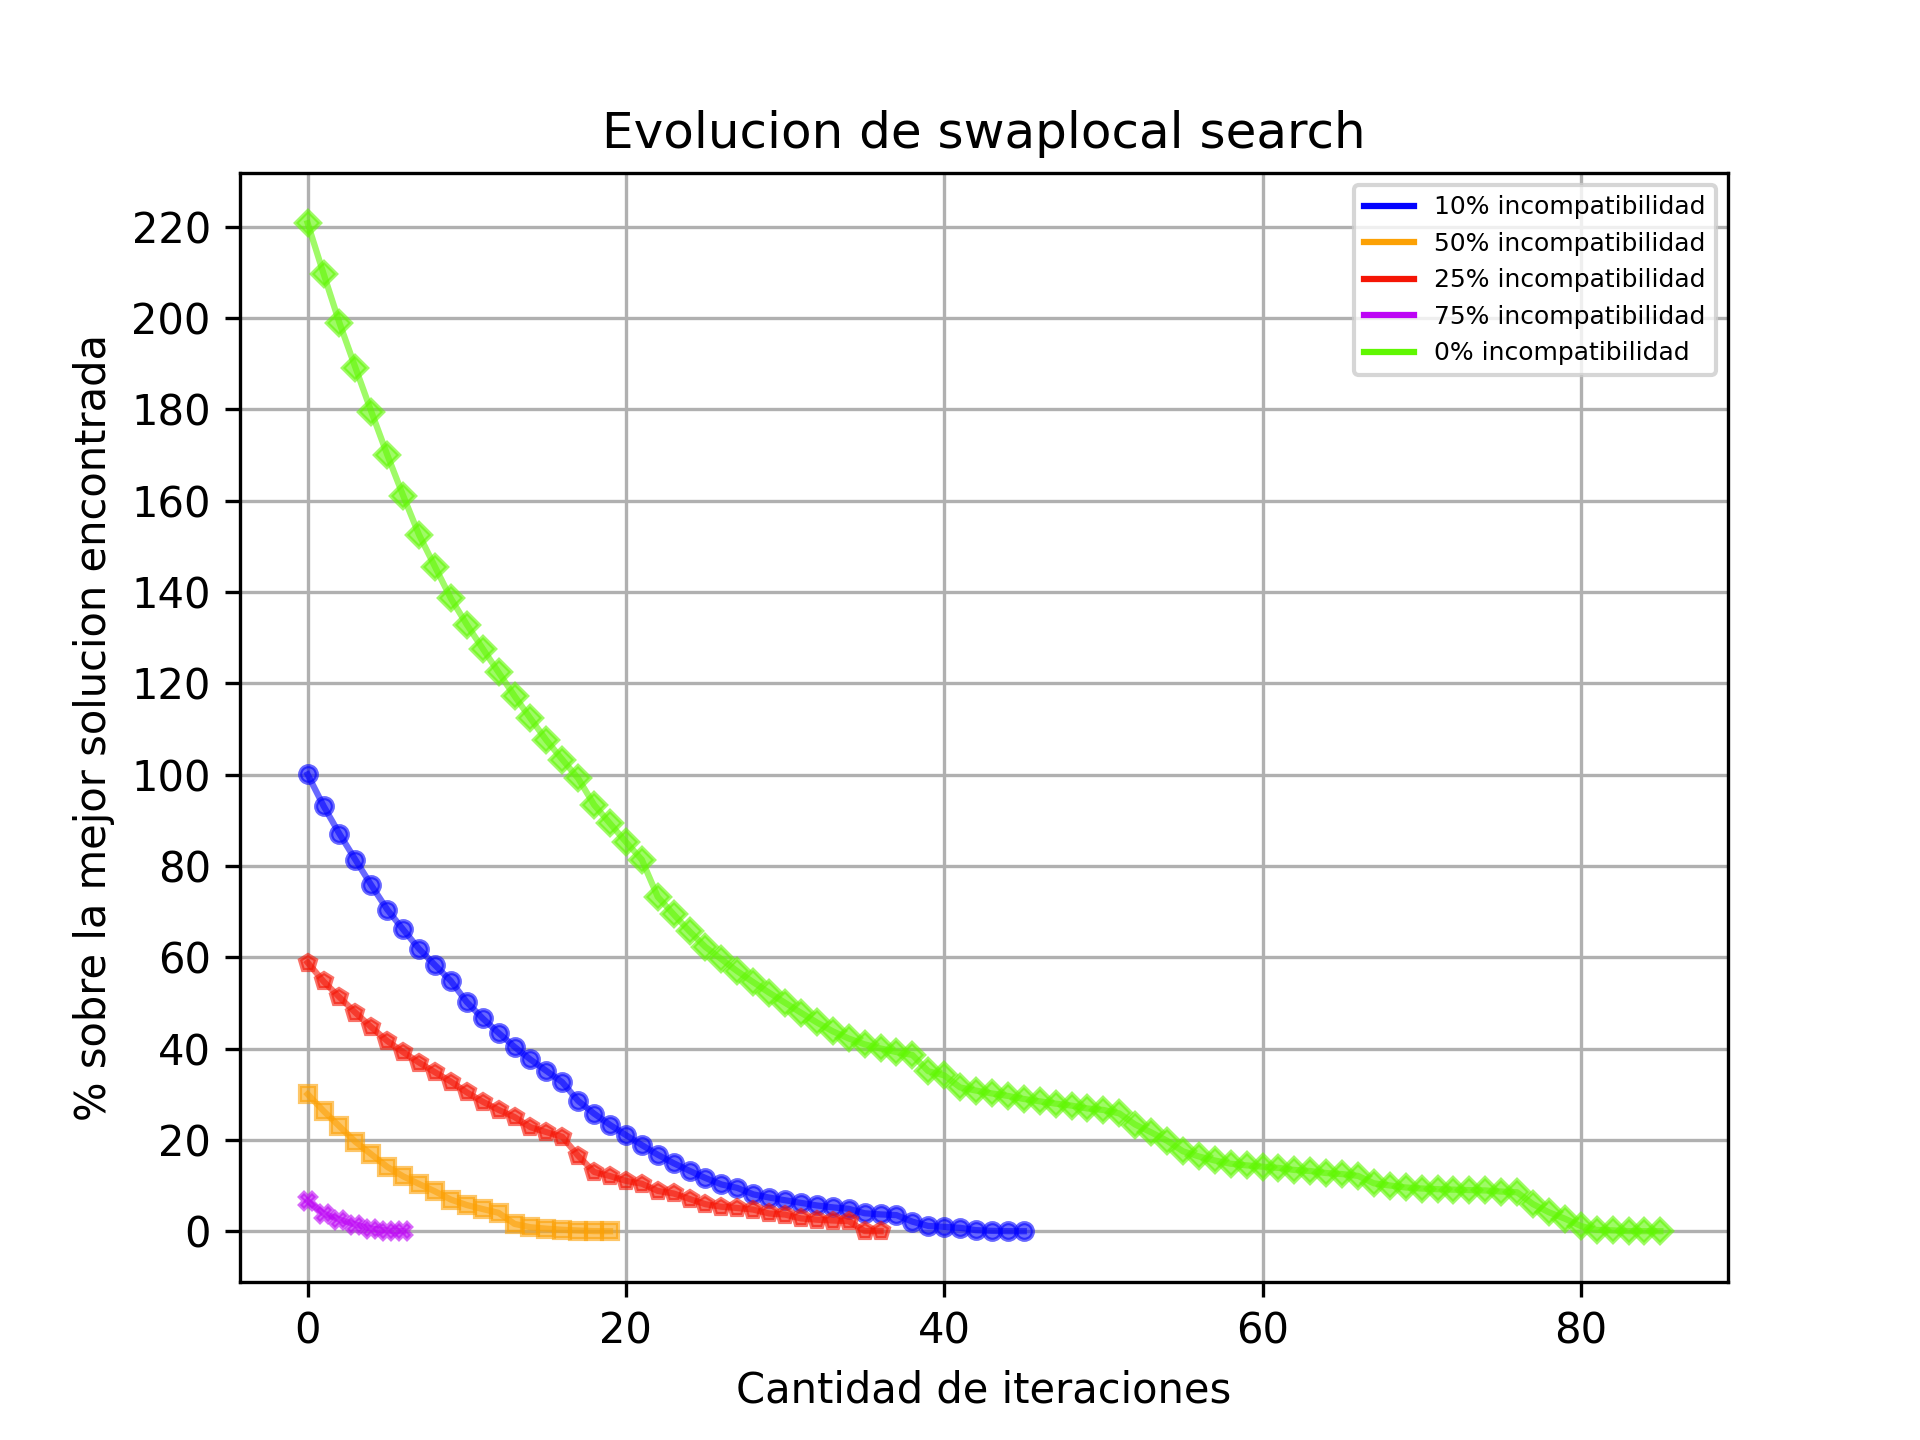 Evolucion de swaplocal search
10% incompatibilidad
50% incompatibilidad
25% incompatibilidad
75% incompatibilidad
0% incompatibilidad
% sobre la mejor solucion encontrada
220
200
180
160
140
120
100
80
60
40
20
0
0 20 40 60 80
Cantidad de iteraciones